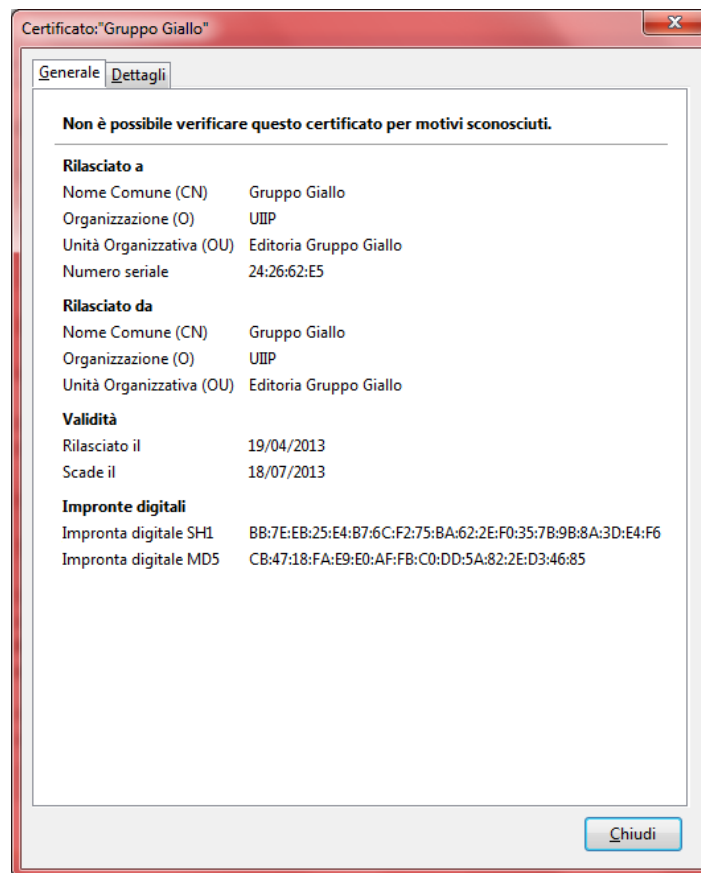 Certificato:"Gruppo Giallo"
Generale Dettagli
Non è possibile verificare questo certificato per motivi sconosciuti.
Rilasciato a
Nome Comune (CN) Gruppo Giallo
Organizzazione (O) UIIP
Unità Organizzativa (OU) Editoria Gruppo Giallo
Numero seriale 24:26:62:E5
Rilasciato da
Nome Comune (CN) Gruppo Giallo
Organizzazione (O) UIIP
Unità Organizzativa (OU) Editoria Gruppo Giallo
Validità
Rilasciato il 19/04/2013
Scade il 18/07/2013
Impronte digitali
Impronta digitale SH1 BB:7E:EB:25:E4:B7:6C:F2:75:BA:62:2E:F0:35:7B:9B:8A:3D:E4:F6
Impronta digitale MD5 CB:47:18:FA:E9:E0:AF:FB:C0:DD:5A:82:2E:D3:46:85
Chiudi